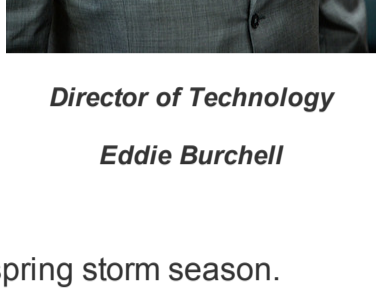 Director of Technology
Eddie Burchell
spring storm season.